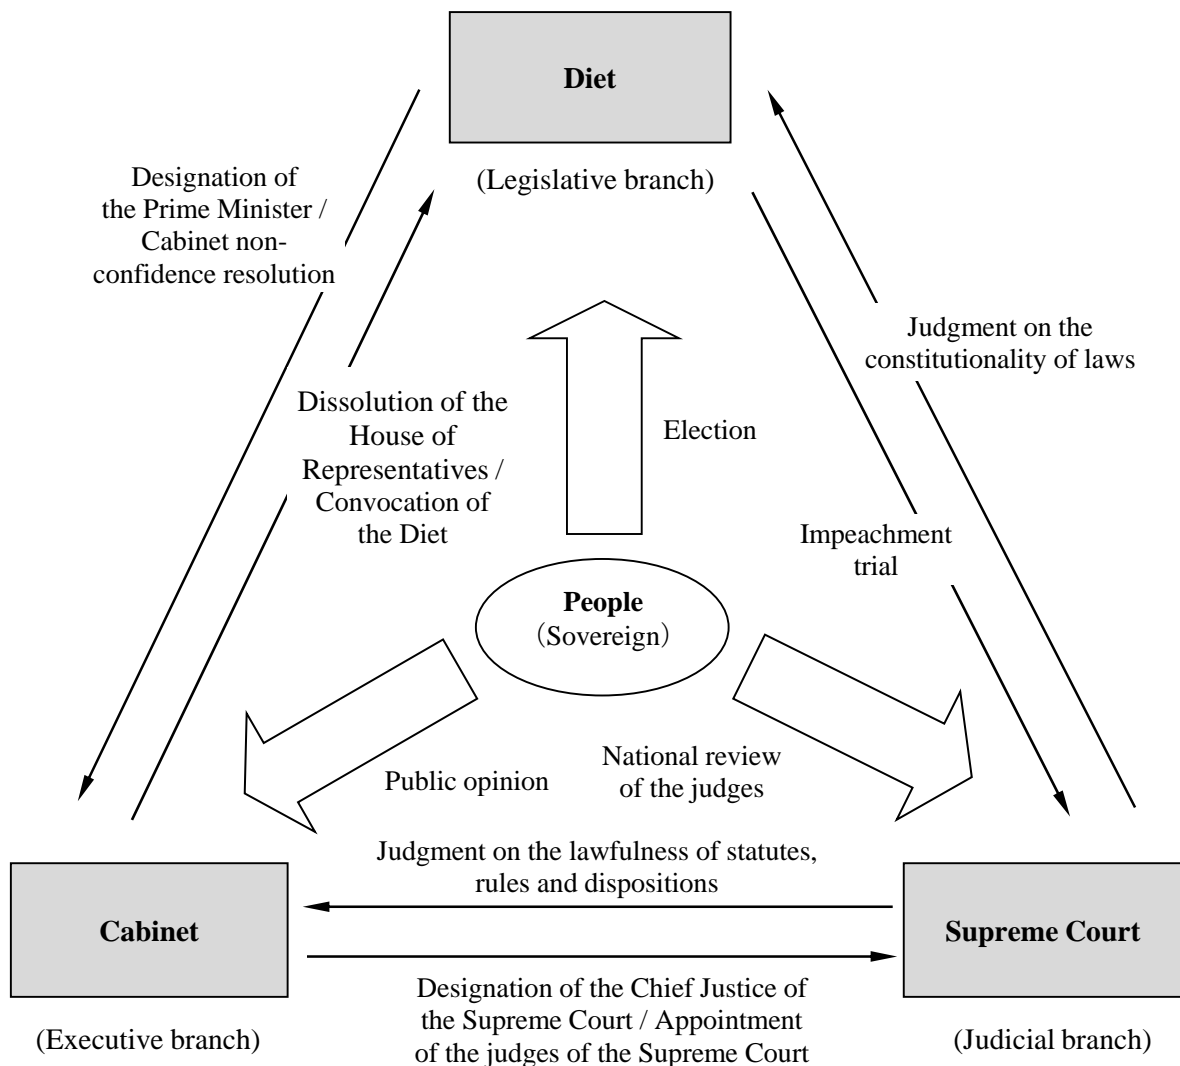 Diet
(Legislative branch)
Designation of
the Prime Minister /
Cabinet non-
confidence resolution
Judgment on the
constitutionality of laws
Dissolution of the
House of
Representatives /
Convocation of
the Diet
Election
Impeachment
trial
People
（Sovereign）
Public opinion
National review
of the judges
Judgment on the lawfulness of statutes,
rules and dispositions
Cabinet
(Executive branch)
Supreme Court
(Judicial branch)
Designation of the Chief Justice of
the Supreme Court / Appointment
of the judges of the Supreme Court